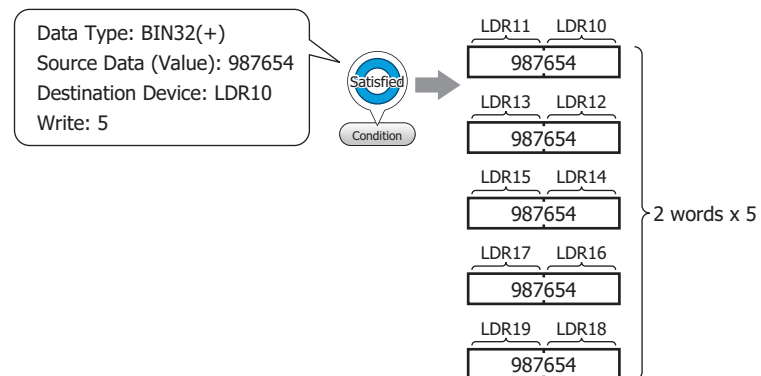 Data Type: BIN32(+)
Source Data (Value): 987654
Destination Device: LDR10
Write: 5
Satisfied
Condition
LDR11 LDR10
987654
LDR13 LDR12
987654
LDR15 LDR14
987654
LDR17 LDR16
987654
LDR19 LDR18
987654
2 words x 5